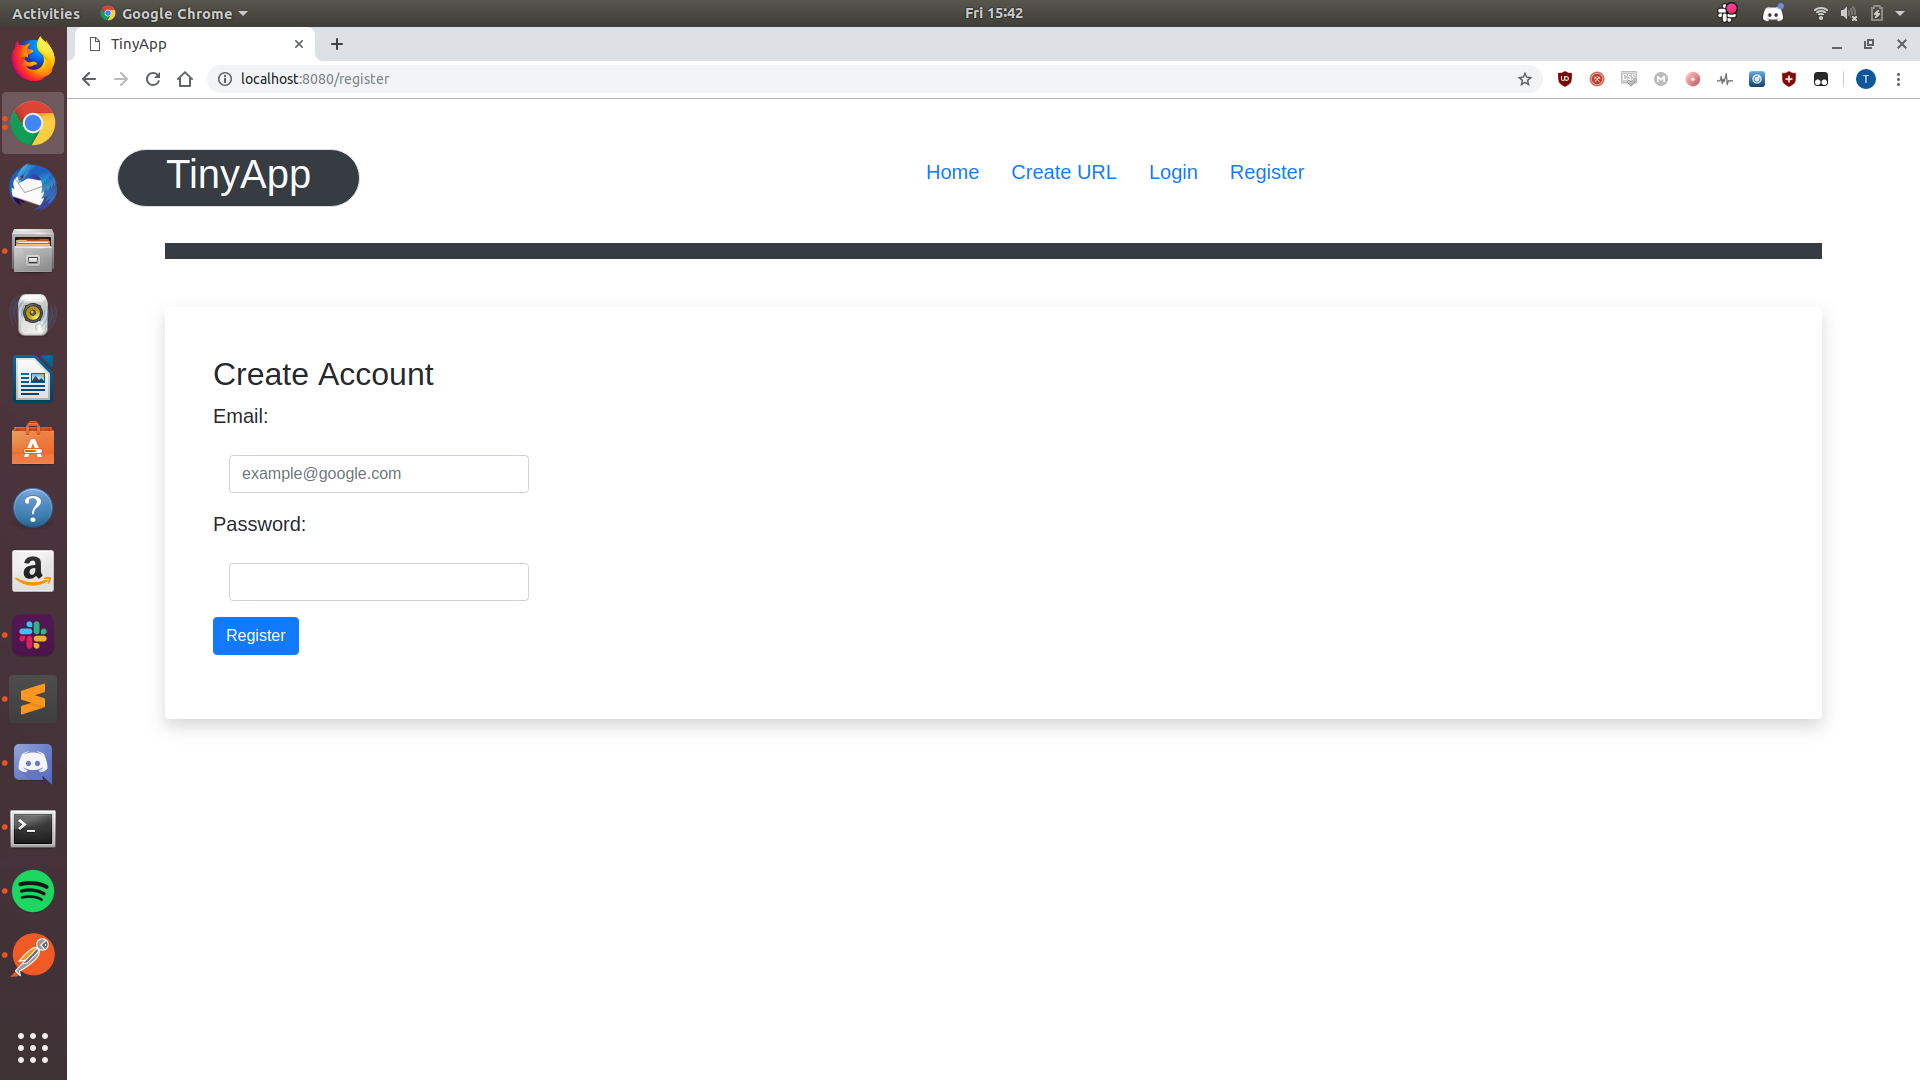 Activities Google Chrome Fri 15:42
TinyApp
localhost:8080/register
T
TinyApp
Home Create URL Login Register
Create Account
Email:
example@google.com
Password:
Register